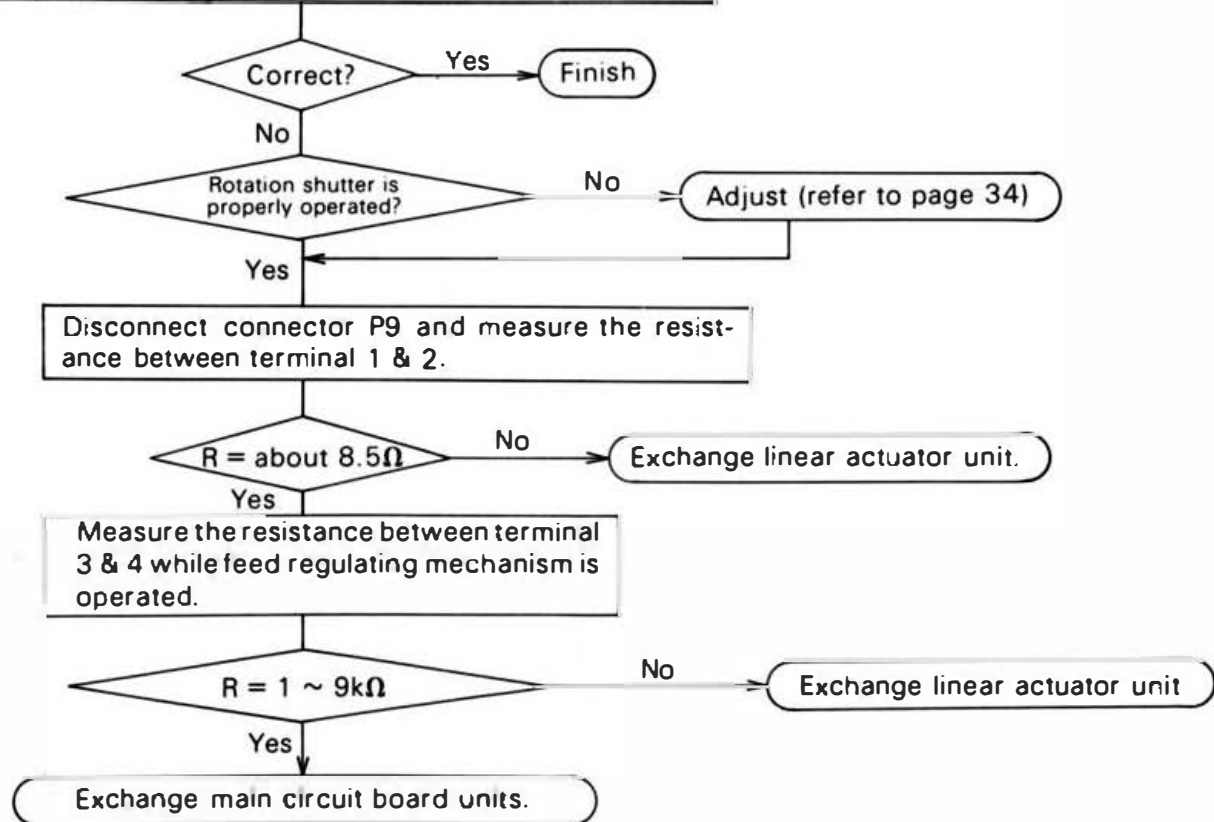 Correct?
Yes
Finish
No
Rotation shutter is
properly operated?
No
Adjust (refer to page 34)
Yes
Disconnect connector P9 and measure the resist-
ance between terminal 1 & 2.
R = about 8.5Ω
No
Exchange linear actuator unit.
Yes
Measure the resistance between terminal
3 & 4 while feed regulating mechanism is
operated.
R = 1 ~ 9kΩ
No
Exchange linear actuator unit
Yes
Exchange main circuit board units.